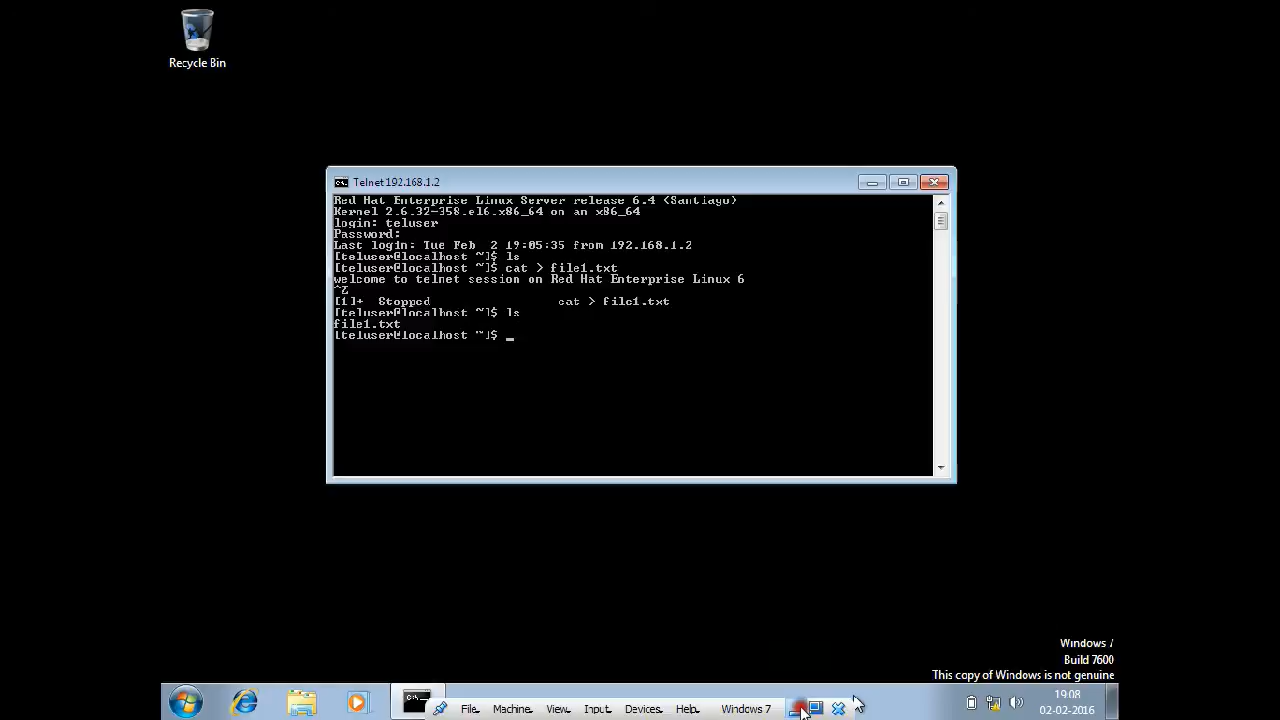 Recycle Bin
Telnet 192.168.1.2
Red Hat Enterprise Linux Server release 6.4 (Santiago)
Kernel 2.6.32-358.el6.x86_64 on an x86_64
login: teluser
Password:
Last login: Tue Feb  2 19:05:35 from 192.168.1.2
[teluser@localhost ~]$ ls
[teluser@localhost ~]$ cat > file1.txt
welcome to telnet session on Red Hat Enterprise Linux 6
^Z
[1]+  Stopped                 cat > file1.txt
[teluser@localhost ~]$ ls
file1.txt
[teluser@localhost ~]$ _
Windows 7
Build 7600
This copy of Windows is not genuine
File Machine View Input Devices Help Windows 7
19:08
02-02-2016